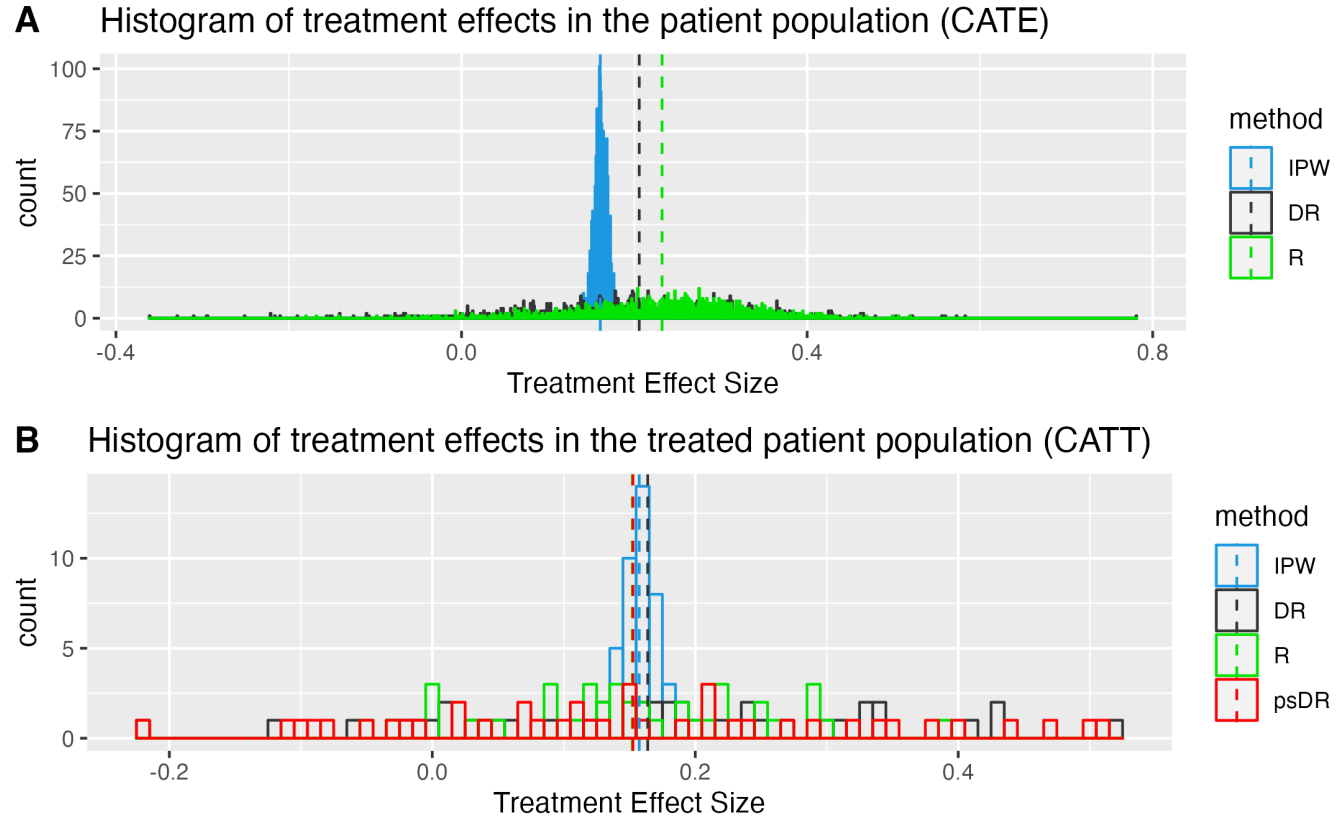 A Histogram of treatment effects in the patient population (CATE)
100
75
50
25
0
count
-0.4 0.0 0.4 0.8
Treatment Effect Size
method
IPW
DR
R
B Histogram of treatment effects in the treated patient population (CATT)
10
5
0
count
-0.2 0.0 0.2 0.4
Treatment Effect Size
method
IPW
DR
R
psDR